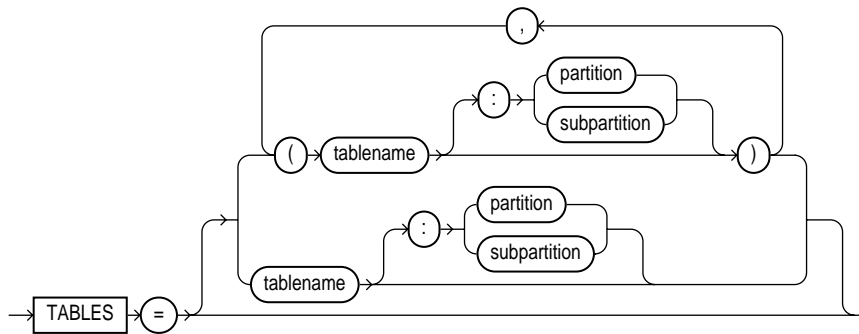 ,
partition
:
subpartition
( tablename )
partition
:
subpartition
tablename
TABLES =